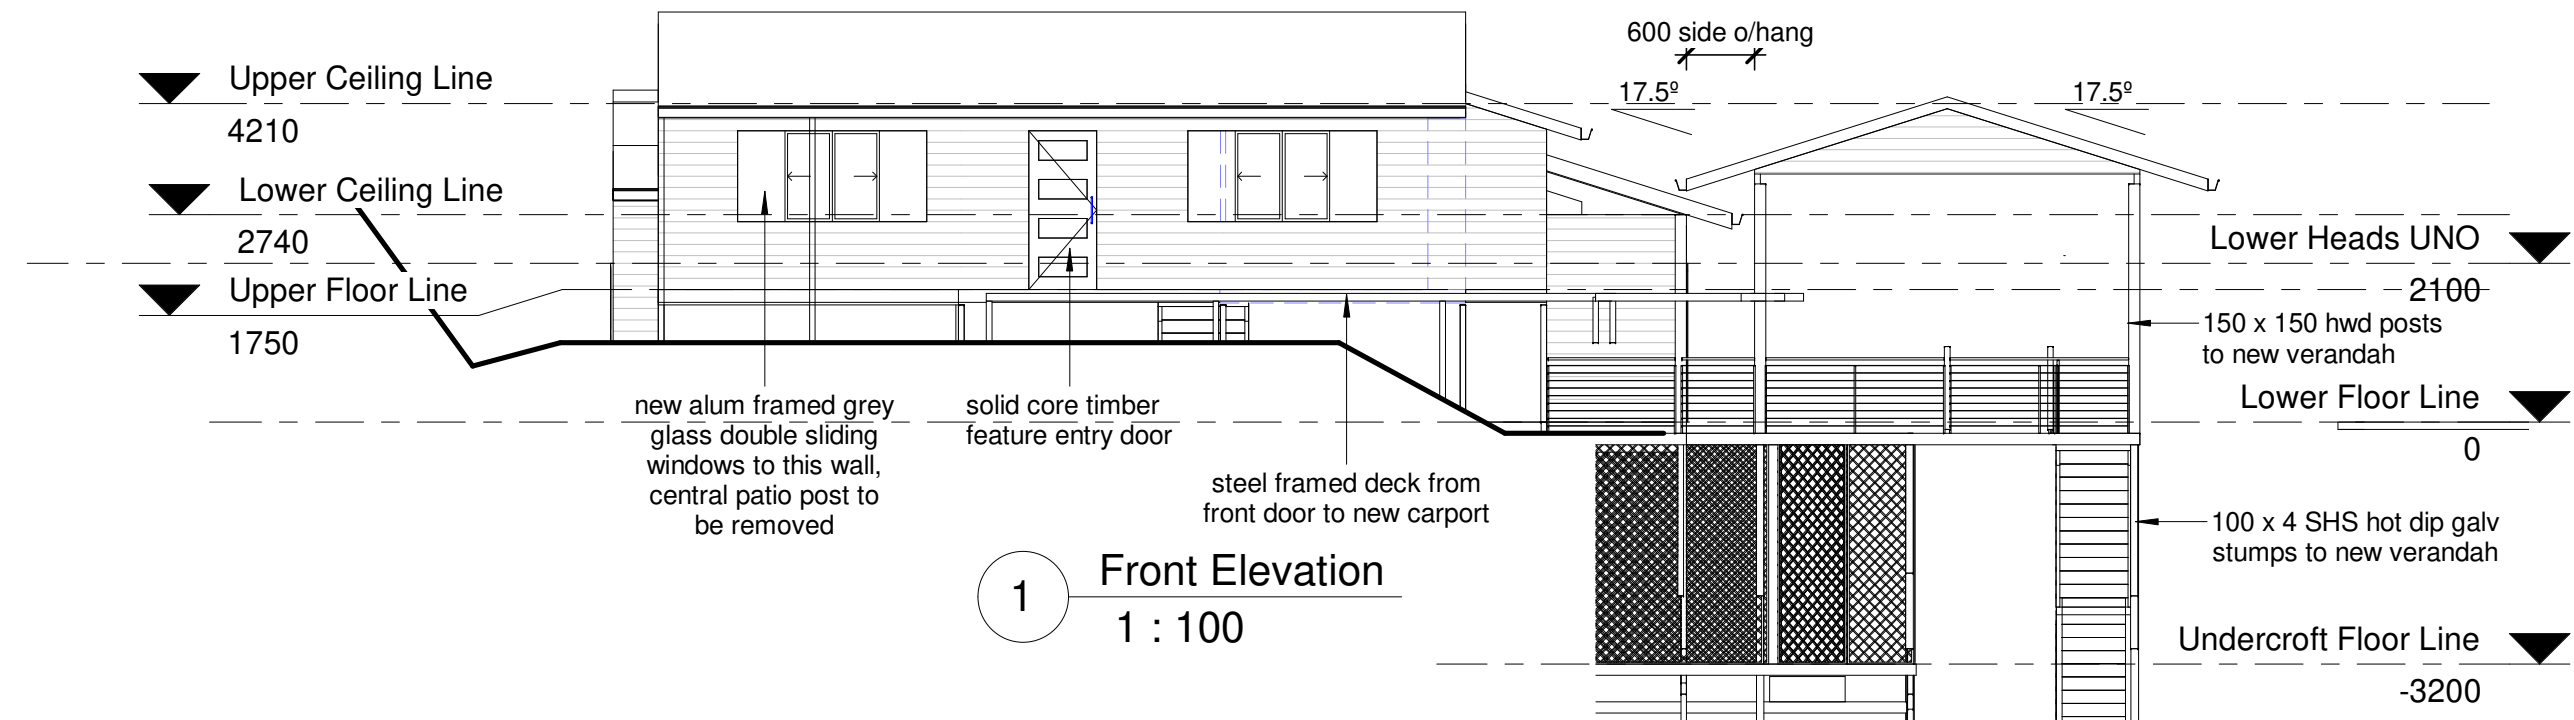 600 side o/hang
17.5º
17.5º
Upper Ceiling Line
4210
Lower Ceiling Line
2740
Upper Floor Line
1750
Lower Heads UNO
2100
150 x 150 hwd posts
to new verandah
Lower Floor Line
0
new alum framed grey
glass double sliding
windows to this wall,
central patio post to
be removed
solid core timber
feature entry door
steel framed deck from
front door to new carport
100 x 4 SHS hot dip galv
stumps to new verandah
1
Front Elevation
1 : 100
Undercroft Floor Line
-3200